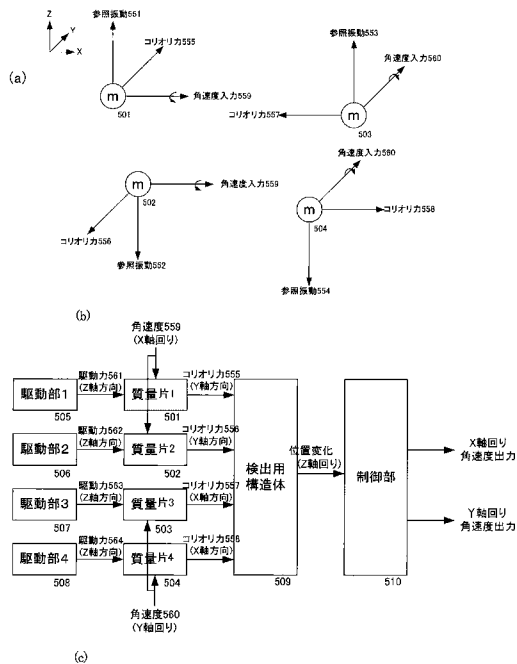 (a)
Z
Y
X
参照振動551
コリオリカ555
m
角速度入力559
501
参照振動553
角速度入力560
コリオリカ557
m
503
m
角速度入力559
502
コリオリカ556
参照振動552
角速度入力560
m
コリオリカ558
504
参照振動554
(b)
角速度559
(X軸回り)
駆動部1
駆動力561
(Z軸方向)
質量片1
コリオリカ555
(Y軸方向)
505
501
駆動部2
駆動力562
(Z軸方向)
質量片2
コリオリカ556
(Y軸方向)
506
502
駆動部3
駆動力563
(Z軸方向)
質量片3
コリオリカ557
(X軸方向)
507
503
駆動部4
駆動力564
(Z軸方向)
質量片4
コリオリカ558
(X軸方向)
508
504
角速度560
(Y軸回り)
検出用
構造体
509
位置変化
(Z軸回り)
制御部
510
X軸回り
角速度出力
Y軸回り
角速度出力
(c)